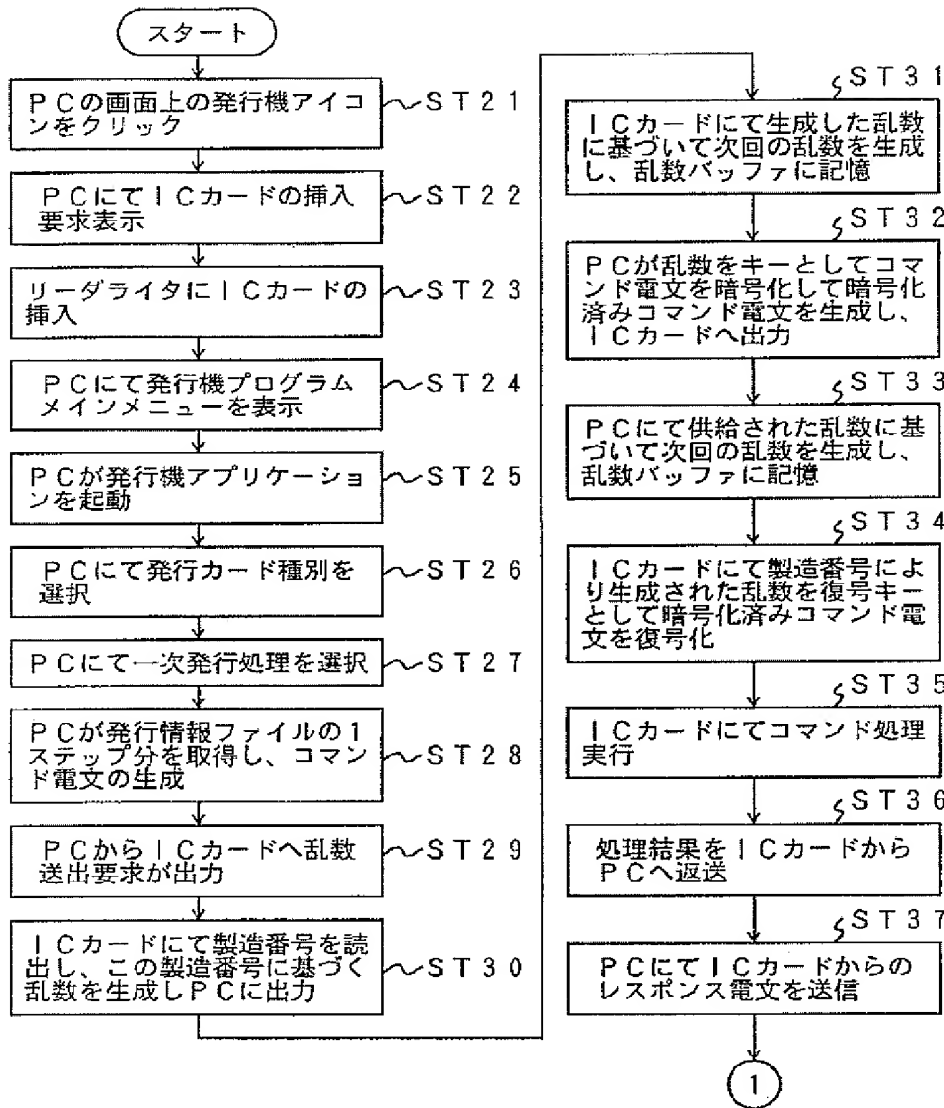 スタート
PCの画面上の発行機アイコ
ンをクリック
ST21
PCにてICカードの挿入
要求表示
ST22
リーダライタにICカードの
挿入
ST23
PCにて発行機プログラム
メインメニューを表示
ST24
PCが発行機アプリケーショ
ンを起動
ST25
PCにて発行カード種別を
選択
ST26
PCにて一次発行処理を選択
ST27
PCが発行情報ファイルの1
ステップ分を取得し、コマン
ド電文の生成
ST28
PCからICカードへ乱数
送出要求が出力
ST29
ICカードにて製造番号を読
出し、この製造番号に基づく
乱数を生成しPCに出力
ST30
ST31
ICカードにて生成した乱数
に基づいて次回の乱数を生成
し、乱数バッファに記憶
ST32
PCが乱数をキーとしてコマ
ンド電文を暗号化して暗号化
済みコマンド電文を生成し、
ICカードへ出力
ST33
PCにて供給された乱数に基
づいて次回の乱数を生成し、
乱数バッファに記憶
ST34
ICカードにて製造番号によ
り生成された乱数を復号キー
として暗号化済みコマンド電
文を復号化
ST35
ICカードにてコマンド処理
実行
ST36
処理結果をICカードから
PCへ返送
ST37
PCにてICカードからの
レスポンス電文を送信
1